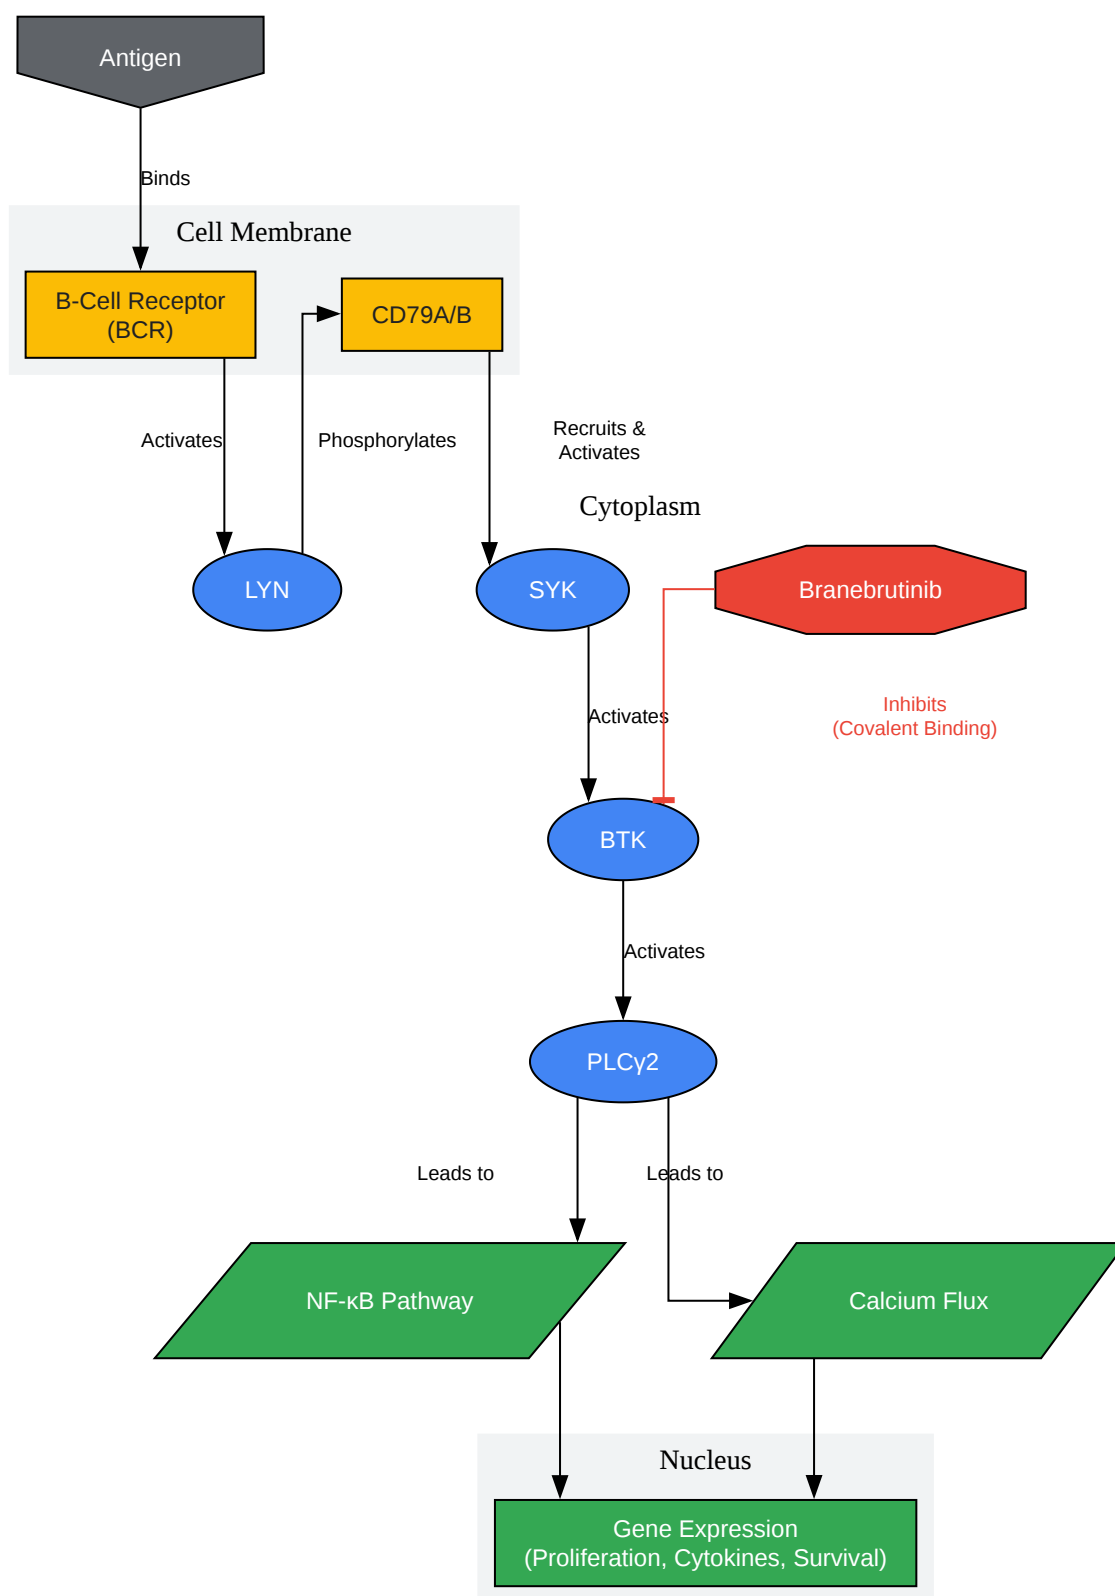 Antigen
Binds
Cell Membrane
B-Cell Receptor
(BCR)
CD79A/B
Activates
Phosphorylates
Recruits &
Activates
Cytoplasm
LYN
SYK
Branebrutinib
Activates
Inhibits
(Covalent Binding)
BTK
Activates
PLCγ2
Leads to
Leads to
NF-κB Pathway
Calcium Flux
Nucleus
Gene Expression
(Proliferation, Cytokines, Survival)